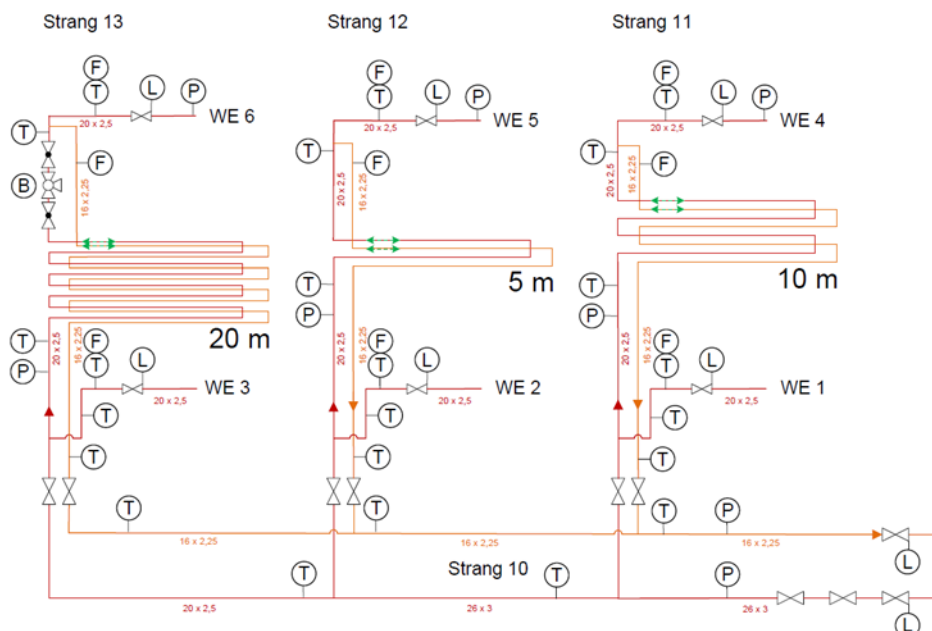 Strang 13 Strang 12 Strang 11
F F F
T L P T L P T L P
WE 6 WE 5 WE 4
20 x 2,5 20 x 2,5 20 x 2,5
T T T
F F F
B
16 x 2,25 20 x 2,5 16 x 2,25 20 x 2,5 16 x 2,25
T T
5 m 10 m
P P
20 m
T
P
20 x 2,5 16 x 2,25 20 x 2,5 16 x 2,25 20 x 2,5 16 x 2,25
F F F
T L T L T L
WE 3 WE 2 WE 1
20 x 2,5 20 x 2,5 20 x 2,5
T T T
T T T
T T T P
16 x 2,25 16 x 2,25 16 x 2,25
L
Strang 10
T T P
20 x 2,5 26 x 3 26 x 3
L